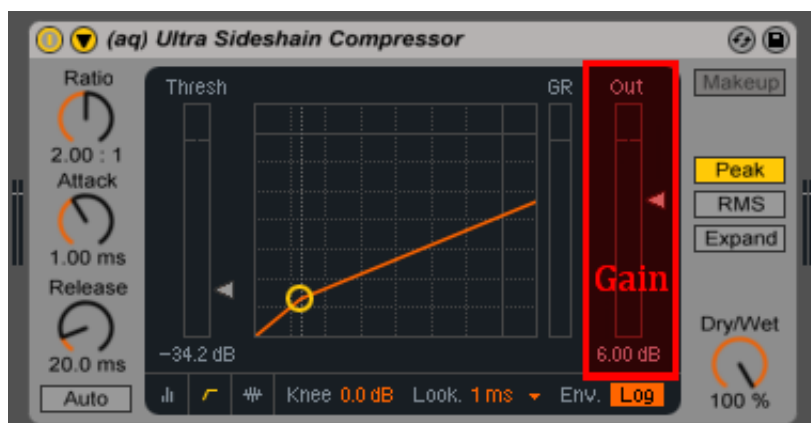 (aq) Ultra Sideshain Compressor
Ratio
2.00 : 1
Attack
1.00 ms
Release
20.0 ms
Auto
Thresh
-34.2 dB
GR
Out
Gain
6.00 dB
Knee 0.0 dB Look. 1 ms Env. Log
Makeup
Peak
RMS
Expand
Dry/Wet
100 %